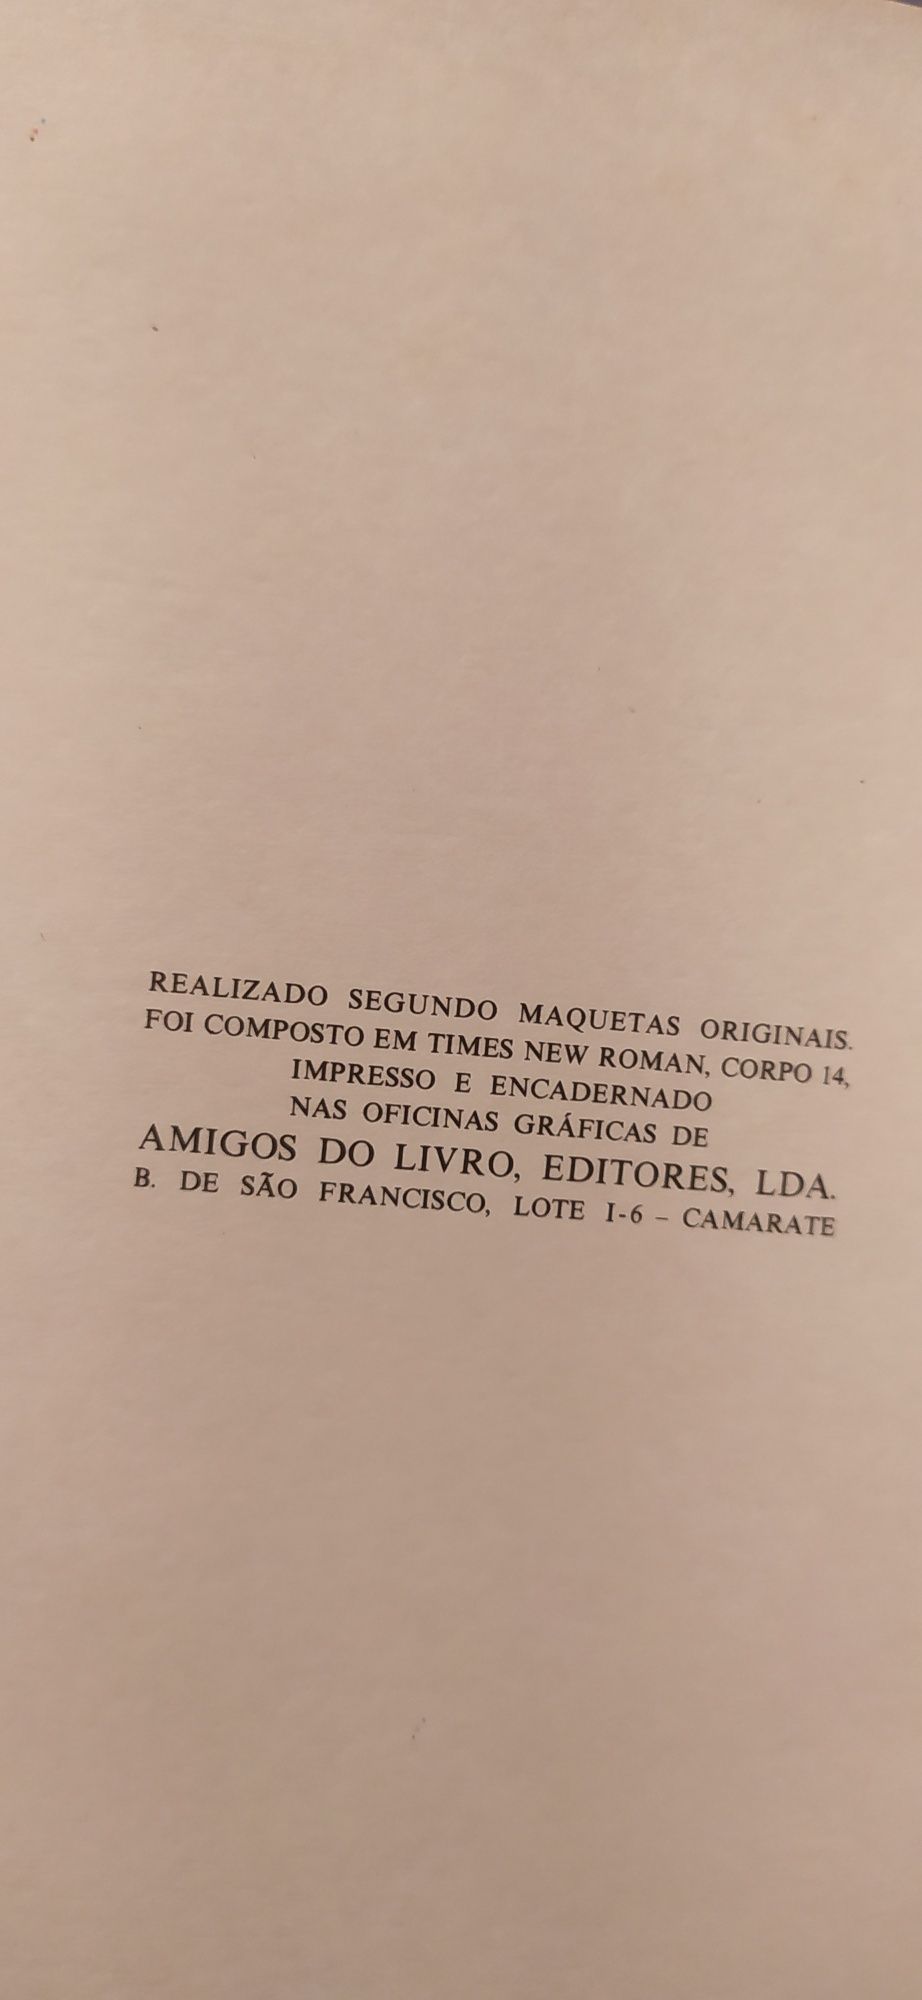 REALIZADO SEGUNDO MAQUETAS ORIGINAIS.
FOI COMPOSTO EM TIMES NEW ROMAN, CORPO 14,
IMPRESSO E ENCADERNADO
NAS OFICINAS GRÁFICAS DE
AMIGOS DO LIVRO, EDITORES, LDA.
B. DE SÃO FRANCISCO, LOTE I-6 – CAMARATE